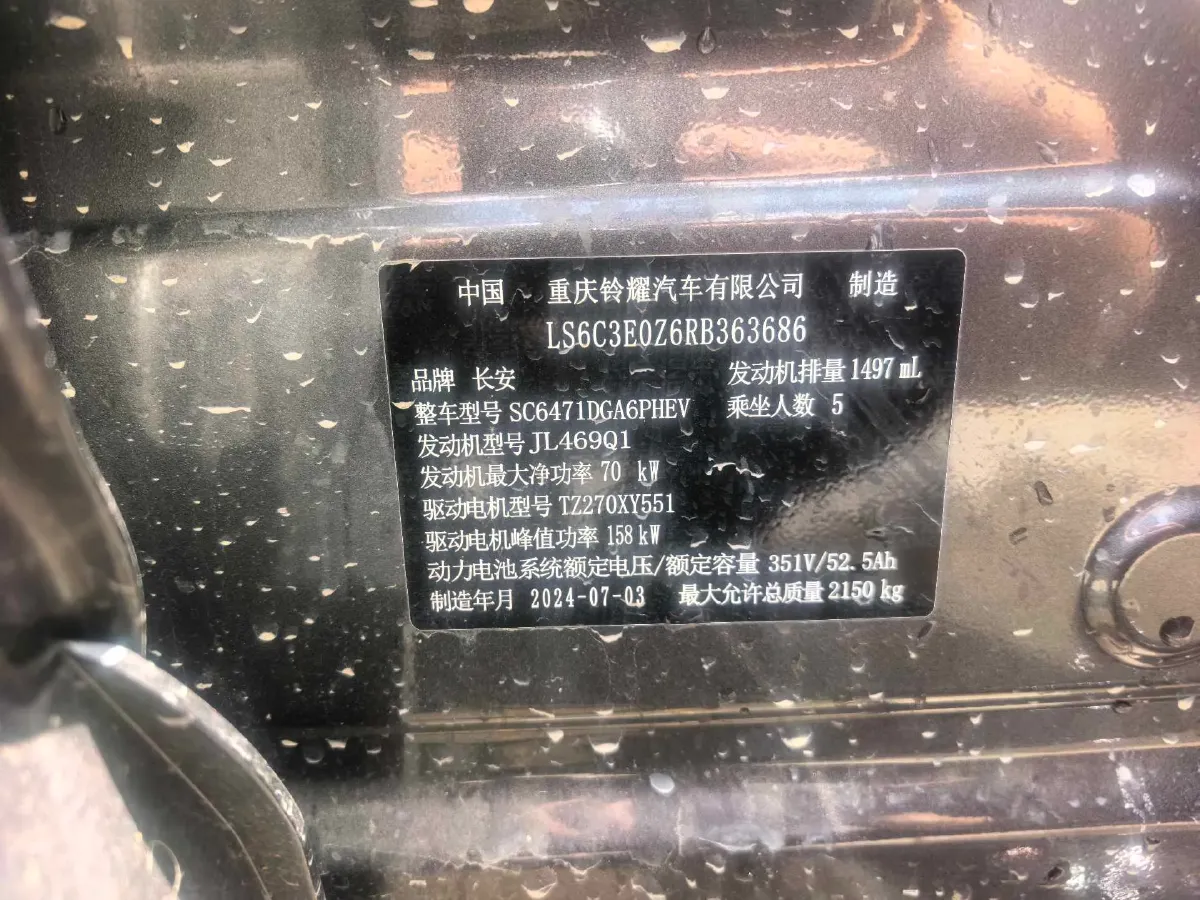 中国 重庆铃耀汽车有限公司 制造
LS6C3E0Z6RB363686
品牌 长安 发动机排量 1497 mL
整车型号 SC6471DGA6PHEV 乘坐人数 5
发动机型号 JL469Q1
发动机最大净功率 70 kW
驱动电机型号 TZ270XY551
驱动电机峰值功率 158 kW
动力电池系统额定电压/额定容量 351V/52.5Ah
制造年月 2024-07-03 最大允许总质量 2150 kg